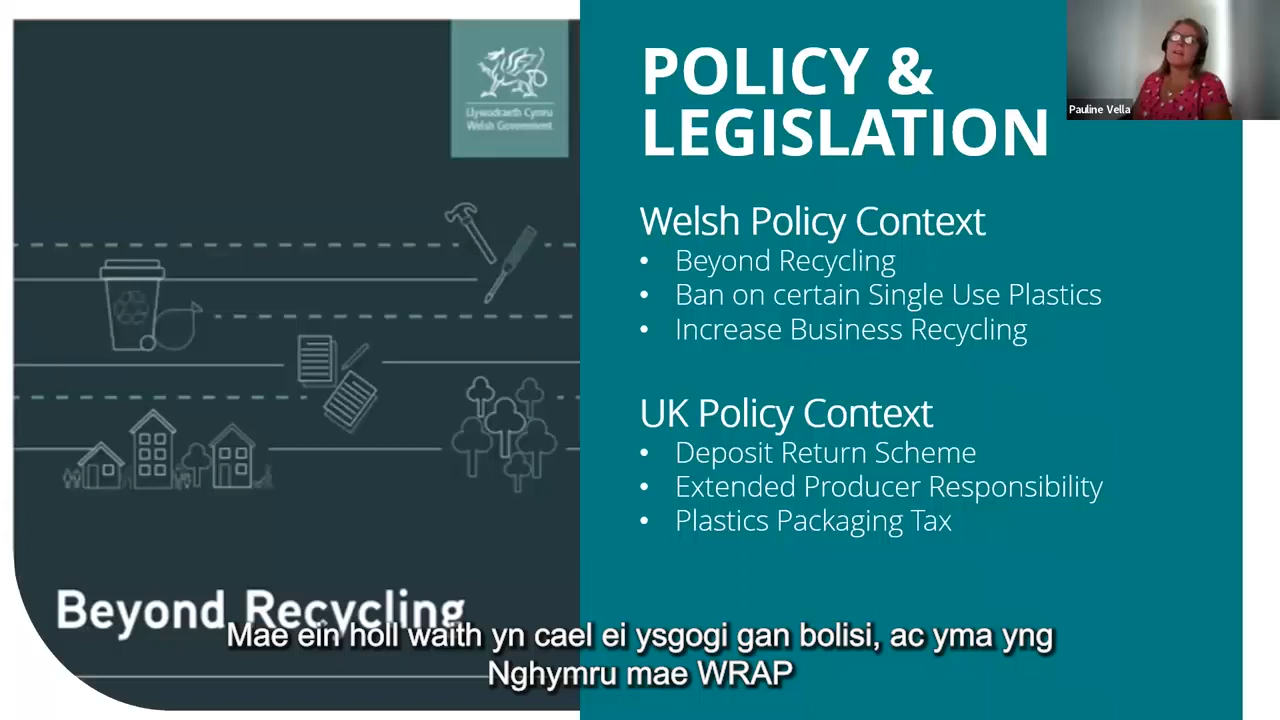 Llywodraeth Cymru
Welsh Government
POLICY &
LEGISLATION
Pauline Vella
Welsh Policy Context
• Beyond Recycling
• Ban on certain Single Use Plastics
• Increase Business Recycling
UK Policy Context
• Deposit Return Scheme
• Extended Producer Responsibility
• Plastics Packaging Tax
Beyond Recycling
Mae ein holl waith yn cael ei ysgogi gan bolisi, ac yma yng
Nghymru mae WRAP